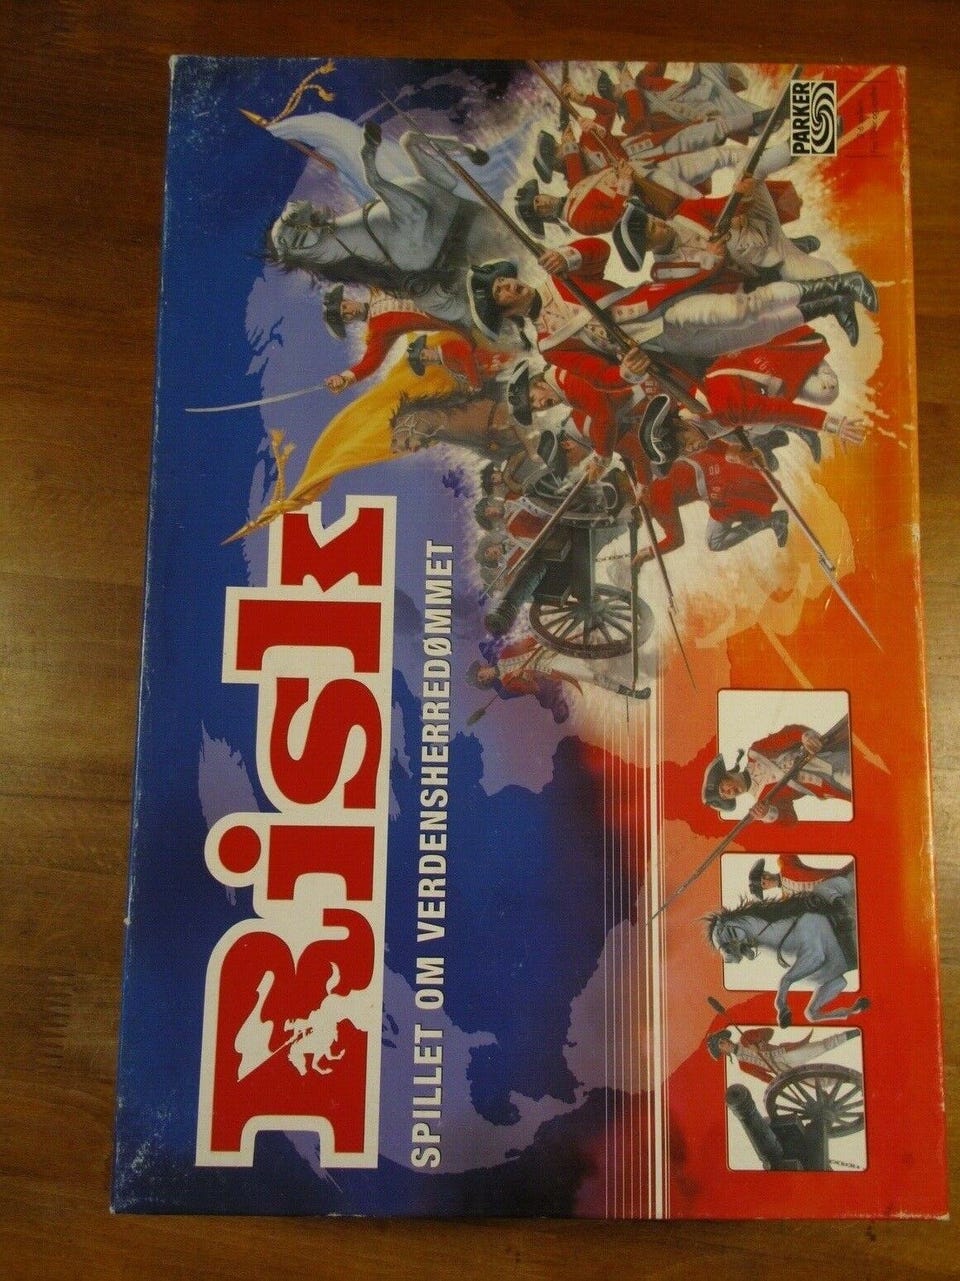 Risk
SPILLET OM VERDENSHERREDØMMET
PARKER